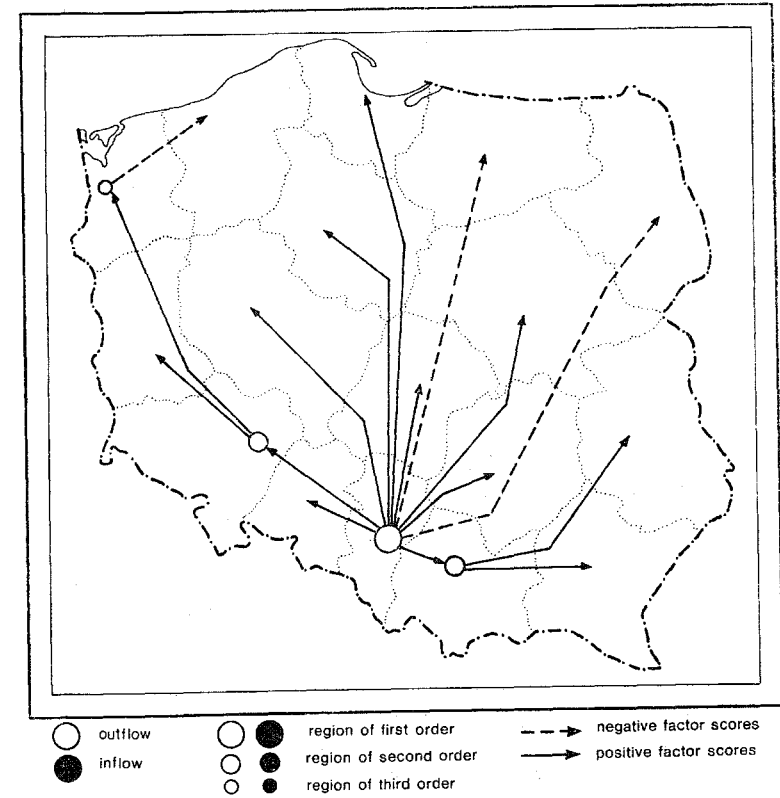 outflow
inflow
region of first order
region of second order
region of third order
negative factor scores
positive factor scores